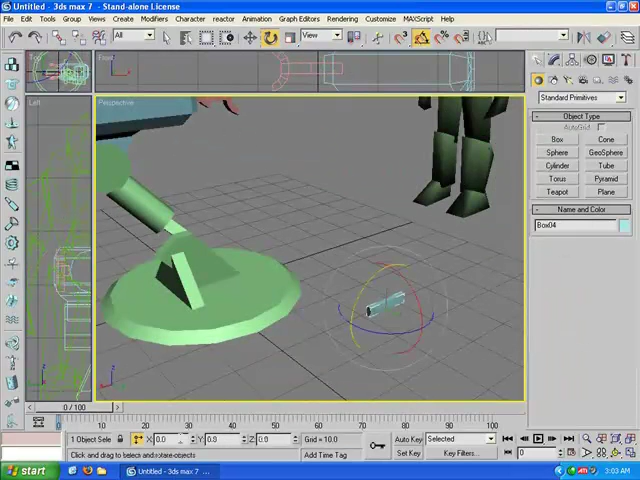 Untitled - 3ds max 7 - Stand-alone License
File Edit Tools Group Views Create Modifiers Character reactor Animation Graph Editors Rendering Customize MAXScript Help
All
View
Top
Front
Left
Perspective
Standard Primitives
Object Type
AutoGrid
Box Cone
Sphere GeoSphere
Cylinder Tube
Torus Pyramid
Teapot Plane
Name and Color
Box04
0 / 100
0 10 20 30 40 50 60 70 80 90 100
1 Object Sele X: 0.0 Y: 0.0 Z: 0.0 Grid = 10.0 Auto Key Selected
Click and drag to select and rotate objects Add Time Tag Set Key Key Filters... 0
start Untitled - 3ds max 7 ... 3:03 AM